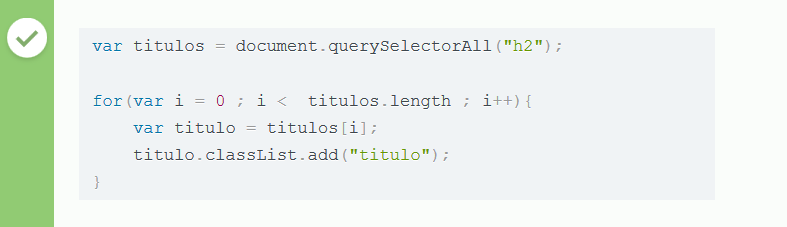 var titulos = document.querySelectorAll("h2");
for(var i = 0 ; i <  titulos.length ; i++){
    var titulo = titulos[i];
    titulo.classList.add("titulo");
}